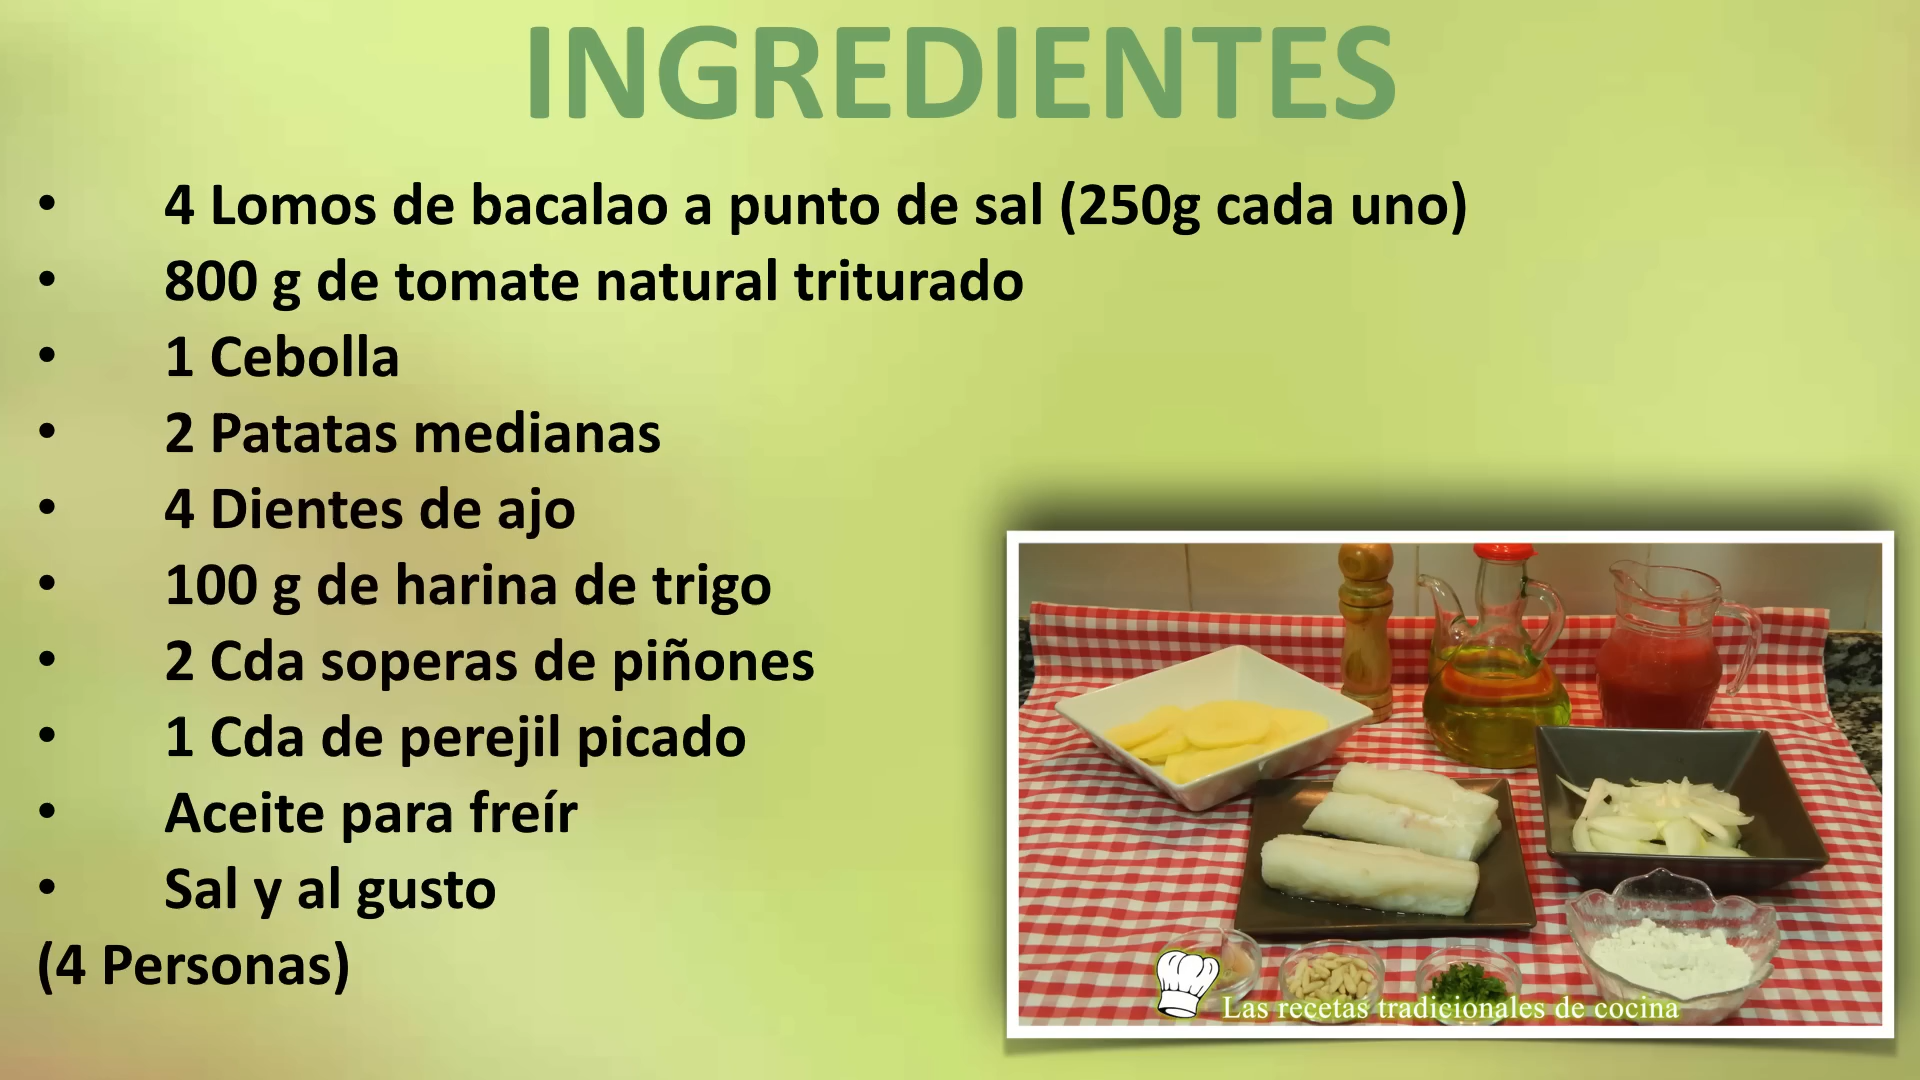 INGREDIENTES
• 4 Lomos de bacalao a punto de sal (250g cada uno)
• 800 g de tomate natural triturado
• 1 Cebolla
• 2 Patatas medianas
• 4 Dientes de ajo
• 100 g de harina de trigo
• 2 Cda soperas de piñones
• 1 Cda de perejil picado
• Aceite para freír
• Sal y al gusto
(4 Personas)
Las recetas tradicionales de cocina